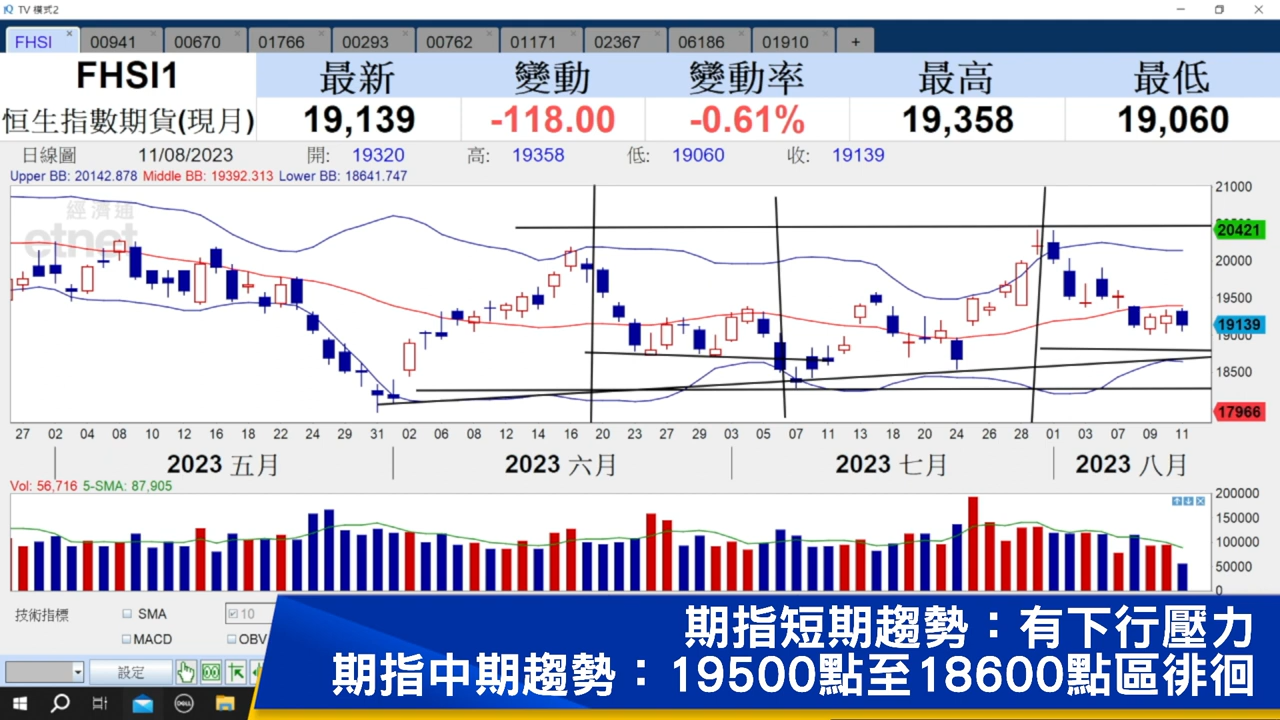 TV 模式2
FHSI 00941 00670 01766 00293 00762 01171 02367 06186 01910 +
FHSI1 最新 變動 變動率 最高 最低
恒生指數期貨(現月) 19,139 -118.00 -0.61% 19,358 19,060
日線圖 11/08/2023 開: 19320 高: 19358 低: 19060 收: 19139
Upper BB: 20142.878 Middle BB: 19392.313 Lower BB: 18641.747
經濟通
etnet
21000
20421
20000
19500
19139
19000
18500
17966
27 02 04 08 10 12 16 18 22 24 29 31 02 06 08 12 14 16 20 23 27 29 03 05 07 11 13 18 20 24 26 28 01 03 07 09 11
2023 五月 2023 六月 2023 七月 2023 八月
Vol: 56,716 5-SMA: 87,905
200000
150000
100000
50000
0
技術指標 SMA 10
MACD OBV
設定
期指短期趨勢：有下行壓力
期指中期趨勢：19500點至18600點區徘徊
DELL